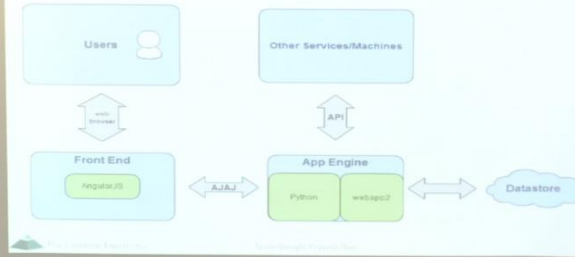 Users
Other Services/Machines
web
browser
API
Front End
AngularJS
AJAJ
App Engine
Python
webapp2
Datastore